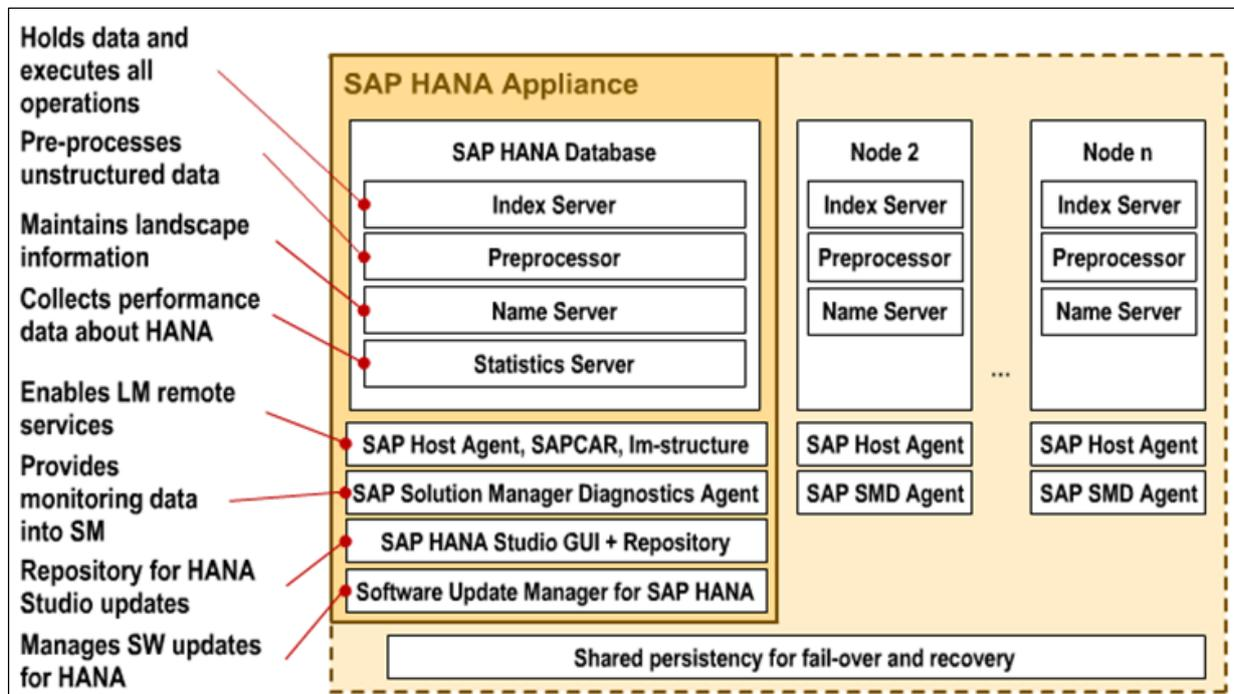 Holds data and
executes all
operations
Pre-processes
unstructured data
Maintains landscape
information
Collects performance
data about HANA
Enables LM remote
services
Provides
monitoring data
into SM
Repository for HANA
Studio updates
Manages SW updates
for HANA
SAP HANA Appliance
SAP HANA Database
Index Server
Preprocessor
Name Server
Statistics Server
SAP Host Agent, SAPCAR, lm-structure
SAP Solution Manager Diagnostics Agent
SAP HANA Studio GUI + Repository
Software Update Manager for SAP HANA
Node 2
Index Server
Preprocessor
Name Server
SAP Host Agent
SAP SMD Agent
...
Node n
Index Server
Preprocessor
Name Server
SAP Host Agent
SAP SMD Agent
Shared persistency for fail-over and recovery